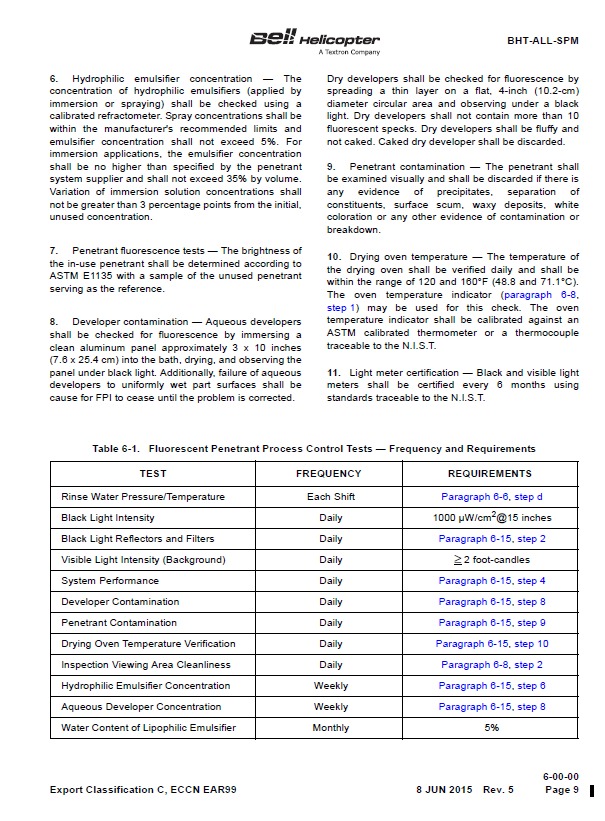 Bell Helicopter
A Textron Company
BHT-ALL-SPM
6. Hydrophilic emulsifier concentration — The
concentration of hydrophilic emulsifiers (applied by
immersion or spraying) shall be checked using a
calibrated refractometer. Spray concentrations shall be
within the manufacturer's recommended limits and
emulsifier concentration shall not exceed 5%. For
immersion applications, the emulsifier concentration
shall be no higher than specified by the penetrant
system supplier and shall not exceed 35% by volume.
Variation of immersion solution concentrations shall
not be greater than 3 percentage points from the initial,
unused concentration.
7. Penetrant fluorescence tests — The brightness of
the in-use penetrant shall be determined according to
ASTM E1135 with a sample of the unused penetrant
serving as the reference.
8. Developer contamination — Aqueous developers
shall be checked for fluorescence by immersing a
clean aluminum panel approximately 3 x 10 inches
(7.6 x 25.4 cm) into the bath, drying, and observing the
panel under black light. Additionally, failure of aqueous
developers to uniformly wet part surfaces shall be
cause for FPI to cease until the problem is corrected.
Dry developers shall be checked for fluorescence by
spreading a thin layer on a flat, 4-inch (10.2-cm)
diameter circular area and observing under a black
light. Dry developers shall not contain more than 10
fluorescent specks. Dry developers shall be fluffy and
not caked. Caked dry developer shall be discarded.
9. Penetrant contamination — The penetrant shall
be examined visually and shall be discarded if there is
any evidence of precipitates, separation of
constituents, surface scum, waxy deposits, white
coloration or any other evidence of contamination or
breakdown.
10. Drying oven temperature — The temperature of
the drying oven shall be verified daily and shall be
within the range of 120 and 160°F (48.8 and 71.1°C).
The oven temperature indicator (paragraph 6-8,
step 1) may be used for this check. The oven
temperature indicator shall be calibrated against an
ASTM calibrated thermometer or a thermocouple
traceable to the N.I.S.T.
11. Light meter certification — Black and visible light
meters shall be certified every 6 months using
standards traceable to the N.I.S.T.
Table 6-1. Fluorescent Penetrant Process Control Tests — Frequency and Requirements
TEST FREQUENCY REQUIREMENTS
Rinse Water Pressure/Temperature Each Shift Paragraph 6-6, step d
Black Light Intensity Daily 1000 µW/cm²@15 inches
Black Light Reflectors and Filters Daily Paragraph 6-15, step 2
Visible Light Intensity (Background) Daily ≧2 foot-candles
System Performance Daily Paragraph 6-15, step 4
Developer Contamination Daily Paragraph 6-15, step 8
Penetrant Contamination Daily Paragraph 6-15, step 9
Drying Oven Temperature Verification Daily Paragraph 6-15, step 10
Inspection Viewing Area Cleanliness Daily Paragraph 6-8, step 2
Hydrophilic Emulsifier Concentration Weekly Paragraph 6-15, step 6
Aqueous Developer Concentration Weekly Paragraph 6-15, step 8
Water Content of Lipophilic Emulsifier Monthly 5%
6-00-00
Export Classification C, ECCN EAR99 8 JUN 2015 Rev. 5 Page 9